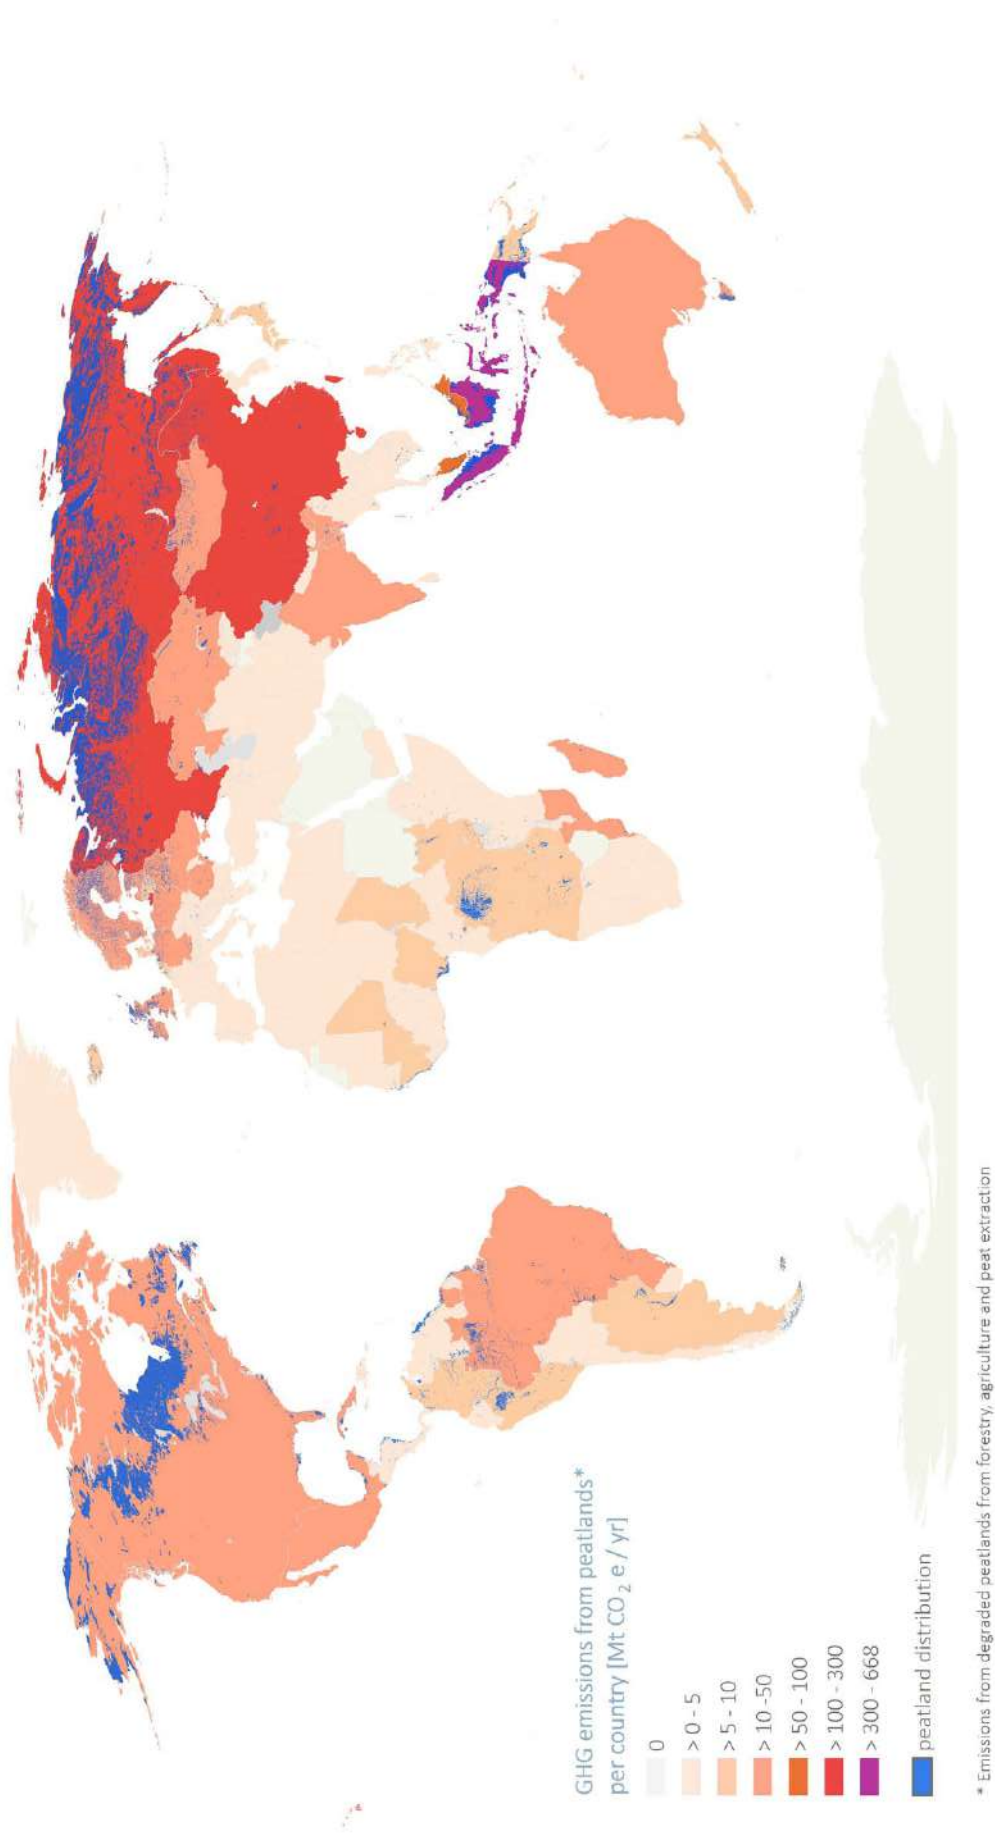 GHG emissions from peatlands*
per country [Mt CO2 e / yr]
0
> 0 - 5
> 5 - 10
> 10 -50
> 50 - 100
> 100 - 300
> 300 - 668
peatland distribution
* Emissions from degraded peatlands from forestry, agriculture and peat extraction